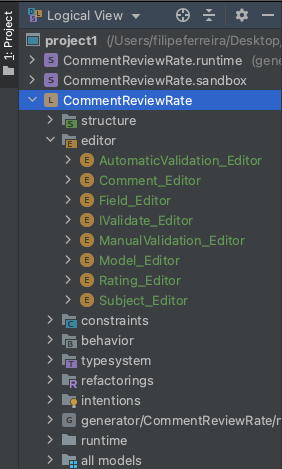 1: Project
Logical View
project1 (/Users/filipeferreira/Desktop,
S CommentReviewRate.runtime (gene
S CommentReviewRate.sandbox
L CommentReviewRate
S structure
E editor
E AutomaticValidation_Editor
E Comment_Editor
E Field_Editor
E IValidate_Editor
E ManualValidation_Editor
E Model_Editor
E Rating_Editor
E Subject_Editor
C constraints
B behavior
T typesystem
R refactorings
intentions
G generator/CommentReviewRate/
runtime
all models